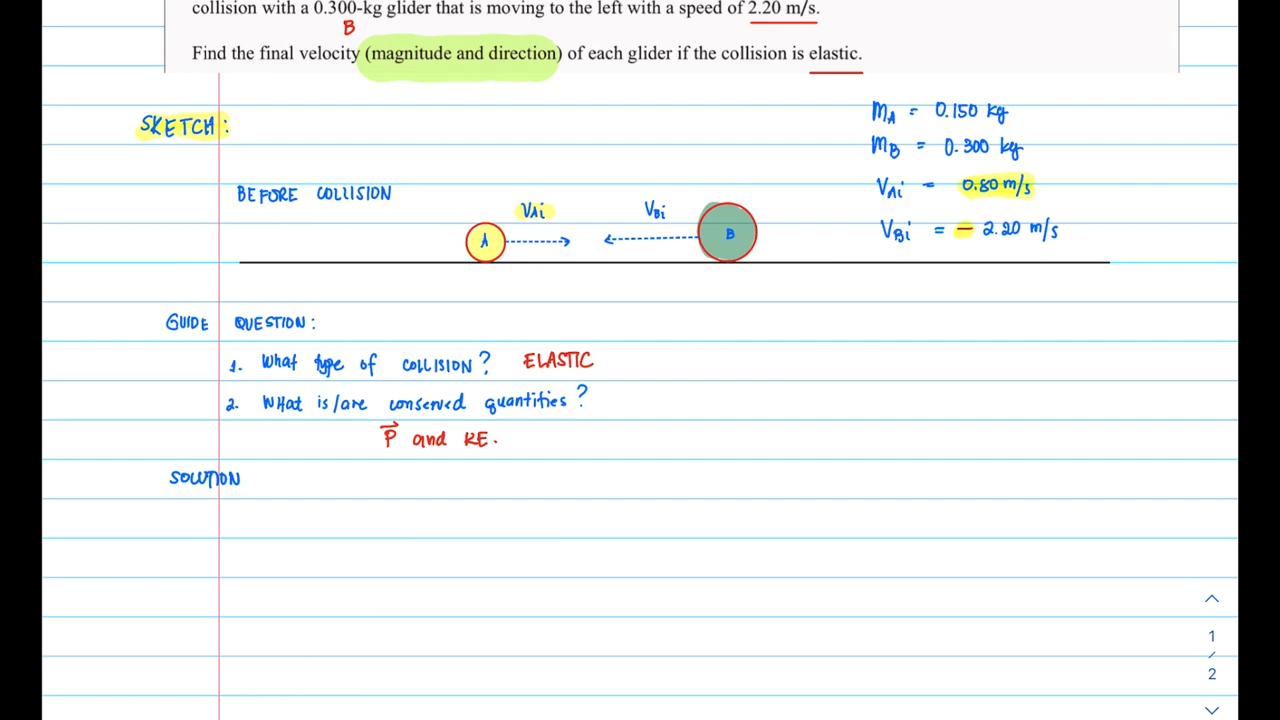 collision with a 0.300-kg glider that is moving to the left with a speed of 2.20 m/s.
B
Find the final velocity (magnitude and direction) of each glider if the collision is elastic.
SKETCH:
mA = 0.150 kg
mB = 0.300 kg
VAi = 0.80 m/s
VBi = - 2.20 m/s
BEFORE COLLISION
VAi
VBi
A
B
GUIDE QUESTION:
1. What type of COLLISION? ELASTIC
2. WHAT is/are conserved quantities?
P⃗ and KE.
SOLUTION
1
/
2